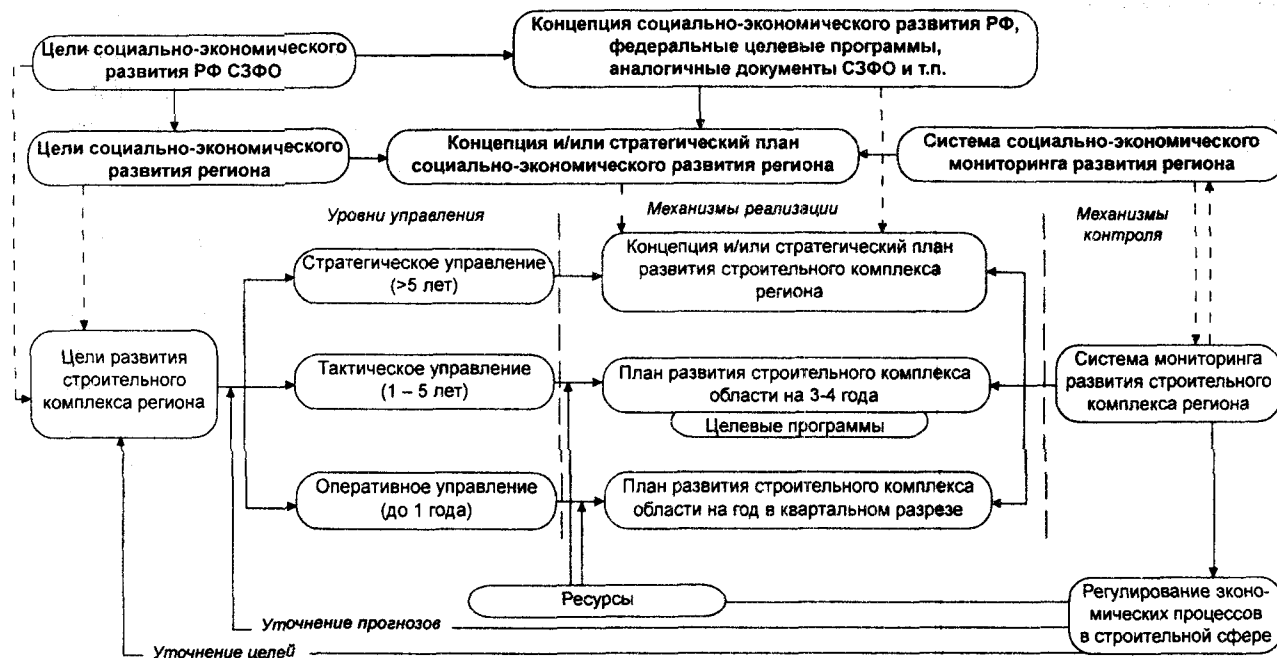 Цели социально-экономического
развития РФ СЗФО
Концепция социально-экономического развития РФ,
федеральные целевые программы,
аналогичные документы СЗФО и т.п.
Цели социально-экономического
развития региона
Концепция и/или стратегический план
социально-экономического развития региона
Система социально-экономического
мониторинга развития региона
Уровни управления
Механизмы реализации
Механизмы
контроля
Стратегическое управление
(>5 лет)
Концепция и/или стратегический план
развития строительного комплекса
региона
Цели развития
строительного
комплекса региона
Тактическое управление
(1 – 5 лет)
План развития строительного комплекса
области на 3-4 года
Целевые программы
Система мониторинга
развития строительного
комплекса региона
Оперативное управление
(до 1 года)
План развития строительного комплекса
области на год в квартальном разрезе
Ресурсы
Регулирование эконо-
мических процессов
в строительной сфере
Уточнение прогнозов
Уточнение целей